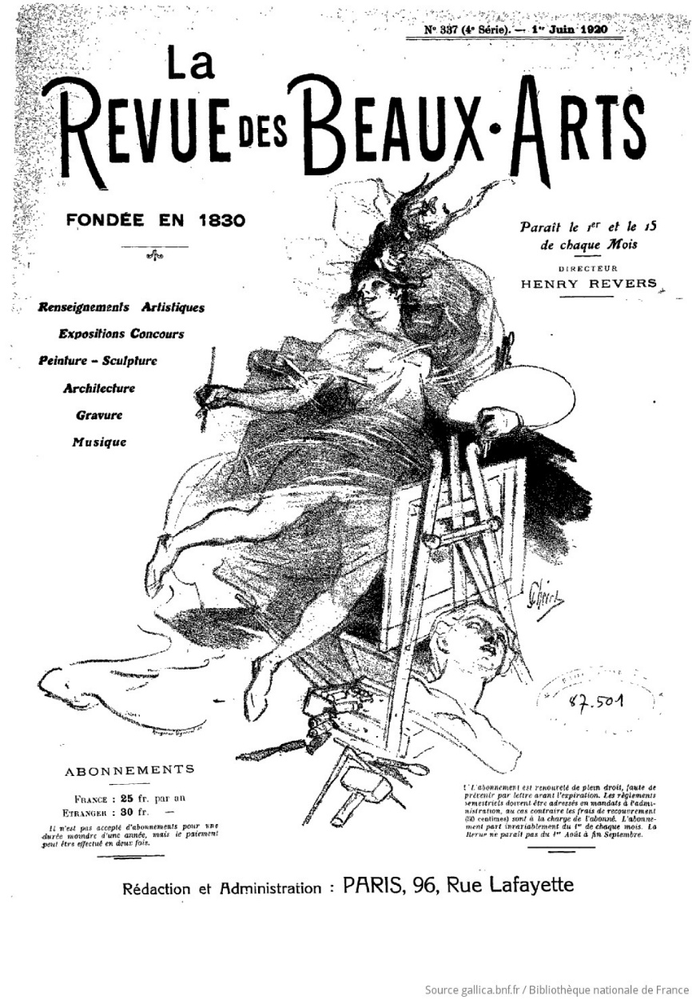 Nº 337 (4e Série). — 1er Juin 1920
La
REVUE DES BEAUX-ARTS
FONDÉE EN 1830
Paraît le 1er et le 15
de chaque Mois
DIRECTEUR
HENRY REVERS
Renseignements Artistiques
Expositions Concours
Peinture - Sculpture
Architecture
Gravure
Musique
Chéret
87.501
ABONNEMENTS
FRANCE : 25 fr. par an
ETRANGER : 30 fr. —
Il n'est pas accepté d'abonnements pour une
durée moindre d'une année, mais le paiement
peut être effectué en deux fois.
L'abonnement est renouvelé de plein droit, faute de
prévenir par lettre avant l'expiration. Les règlements
semestriels doivent être adressés en mandats à l'admi-
nistration, au cas contraire les frais de recouvrement
(50 centimes) sont à la charge de l'abonné. L'abonne-
ment part invariablement du 1er de chaque mois. La
Revue ne paraît pas du 1er Août à fin Septembre.
Rédaction et Administration : PARIS, 96, Rue Lafayette
Source gallica.bnf.fr / Bibliothèque nationale de France